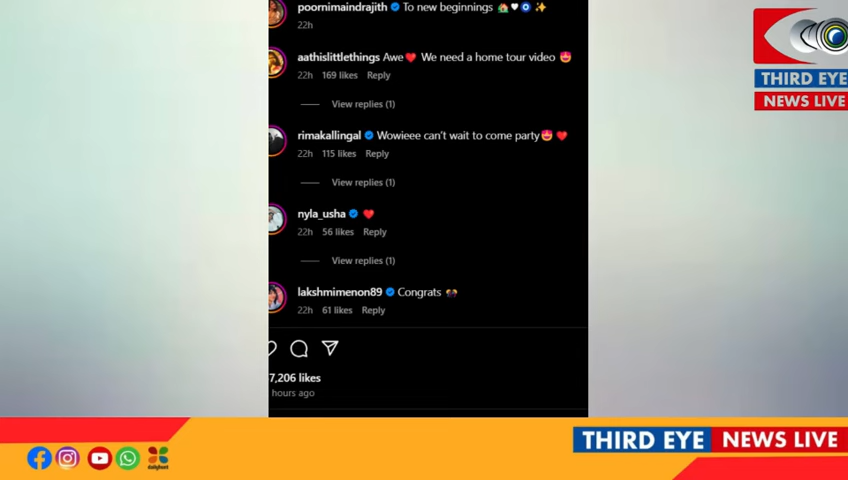 poornimaindrajith To new beginnings 🏠🤍🧿✨
22h
aathislittlethings Awe❤️ We need a home tour video 😍
22h 169 likes Reply
View replies (1)
rimakallingal Wowieee can't wait to come party😍❤️
22h 115 likes Reply
View replies (1)
nyla_usha ❤️
22h 56 likes Reply
View replies (1)
lakshmimenon89 Congrats
22h 61 likes Reply
7,206 likes
hours ago
THIRD EYE
NEWS LIVE
THIRD EYE NEWS LIVE
dailyhunt